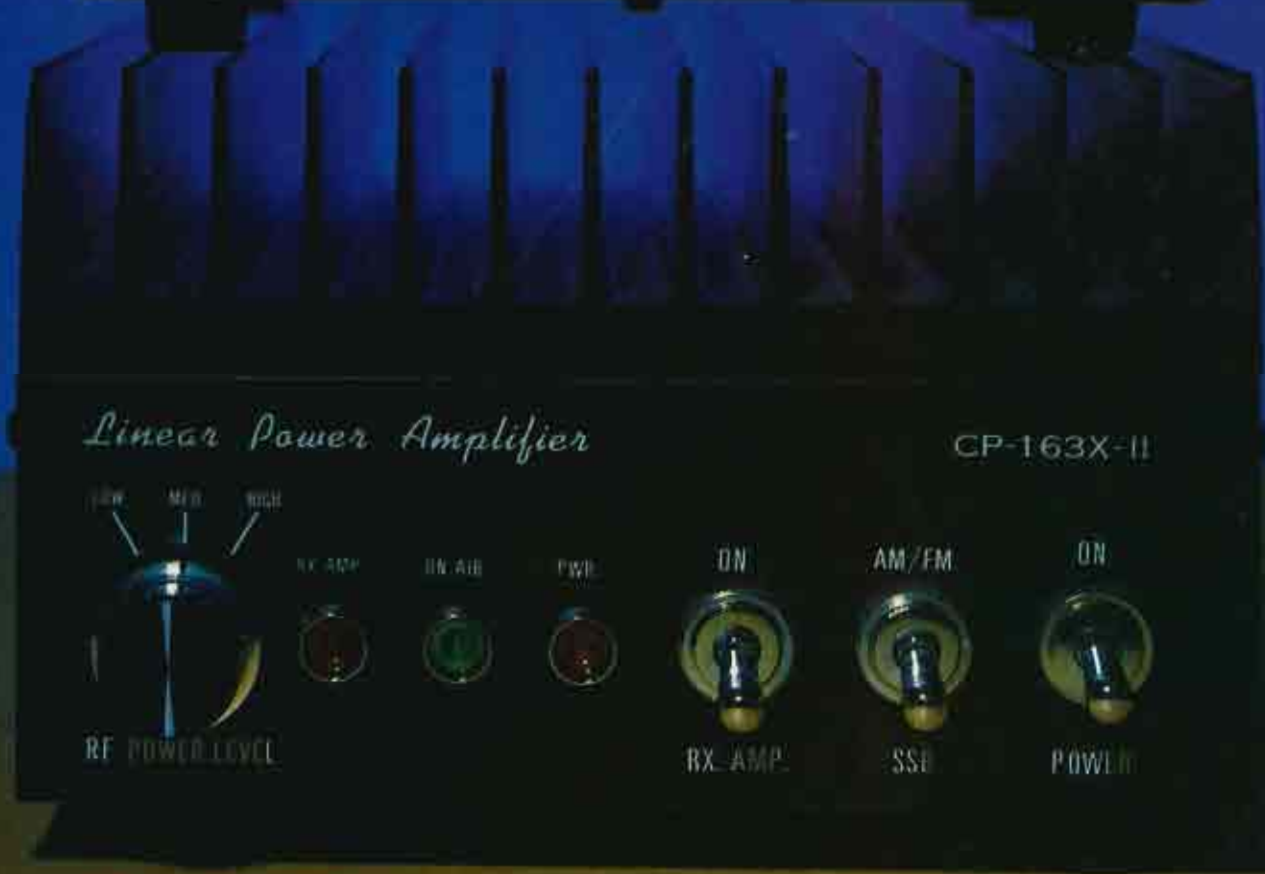 Linear Power Amplifier
CP-163X-II
LOW MED HIGH
RX AMP ON AIR PWR. ON AM/FM ON
RF POWER LEVEL RX. AMP. SSB POWER